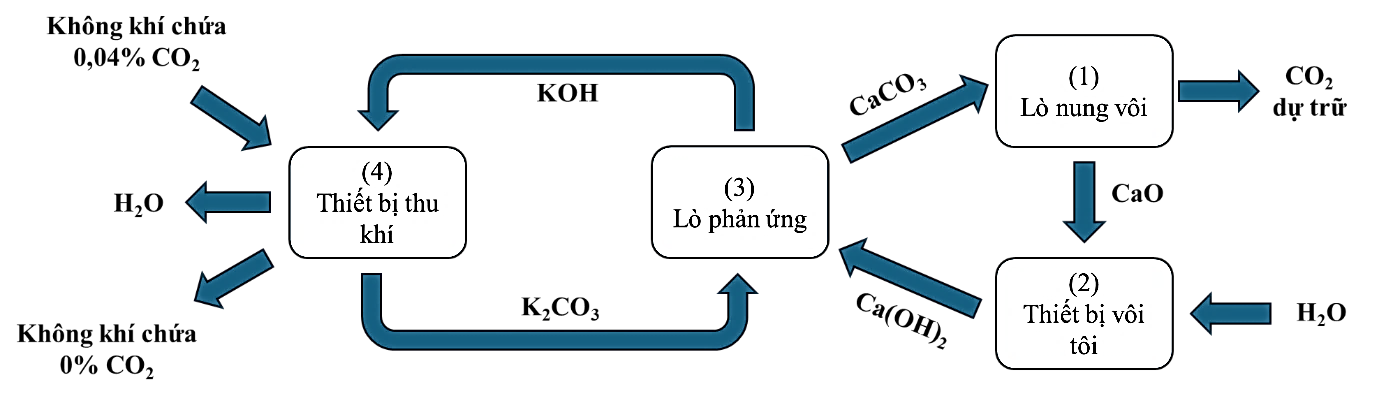 Không khí chứa
0,04% CO₂
KOH
CaCO₃
(1)
Lò nung vôi
CO₂
dự trữ
(4)
Thiết bị thu
khí
(3)
Lò phản ứng
H₂O
CaO
K₂CO₃
Ca(OH)₂
(2)
Thiết bị vôi
tôi
H₂O
Không khí chứa
0% CO₂